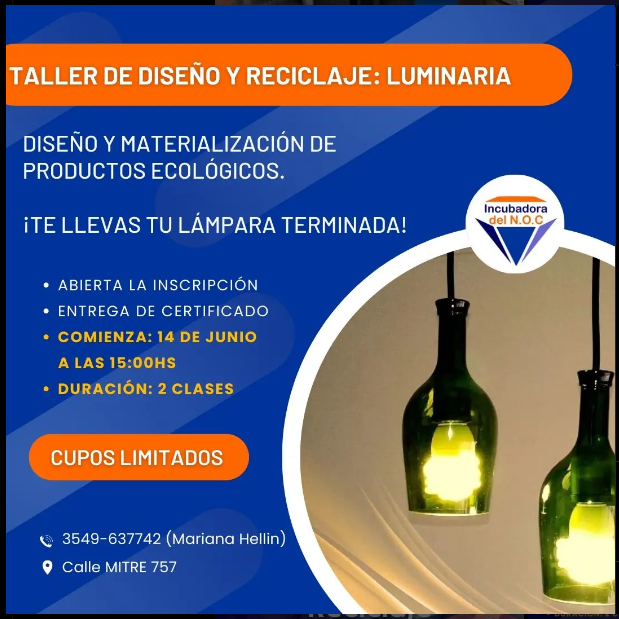 TALLER DE DISEÑO Y RECICLAJE: LUMINARIA
DISEÑO Y MATERIALIZACIÓN DE
PRODUCTOS ECOLÓGICOS.
¡TE LLEVAS TU LÁMPARA TERMINADA!
Incubadora
del N.O.C
• ABIERTA LA INSCRIPCIÓN
• ENTREGA DE CERTIFICADO
• COMIENZA: 14 DE JUNIO
A LAS 15:00HS
• DURACIÓN: 2 CLASES
CUPOS LIMITADOS
3549-637742 (Mariana Hellin)
Calle MITRE 757